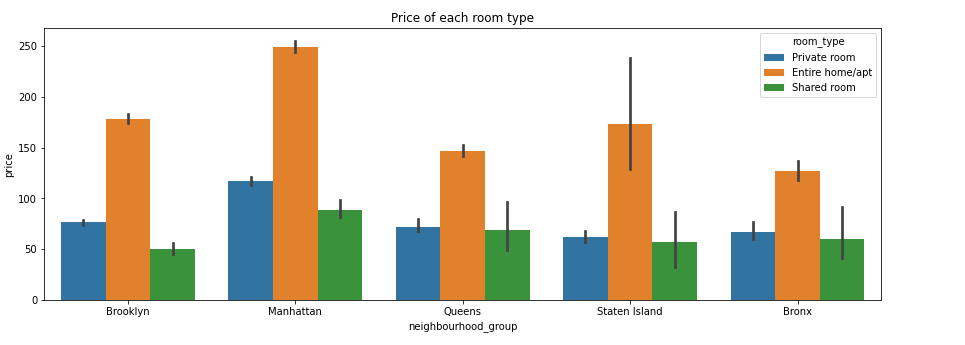 Price of each room type
room_type
Private room
Entire home/apt
Shared room
price
250
200
150
100
50
0
Brooklyn
Manhattan
Queens
Staten Island
Bronx
neighbourhood_group